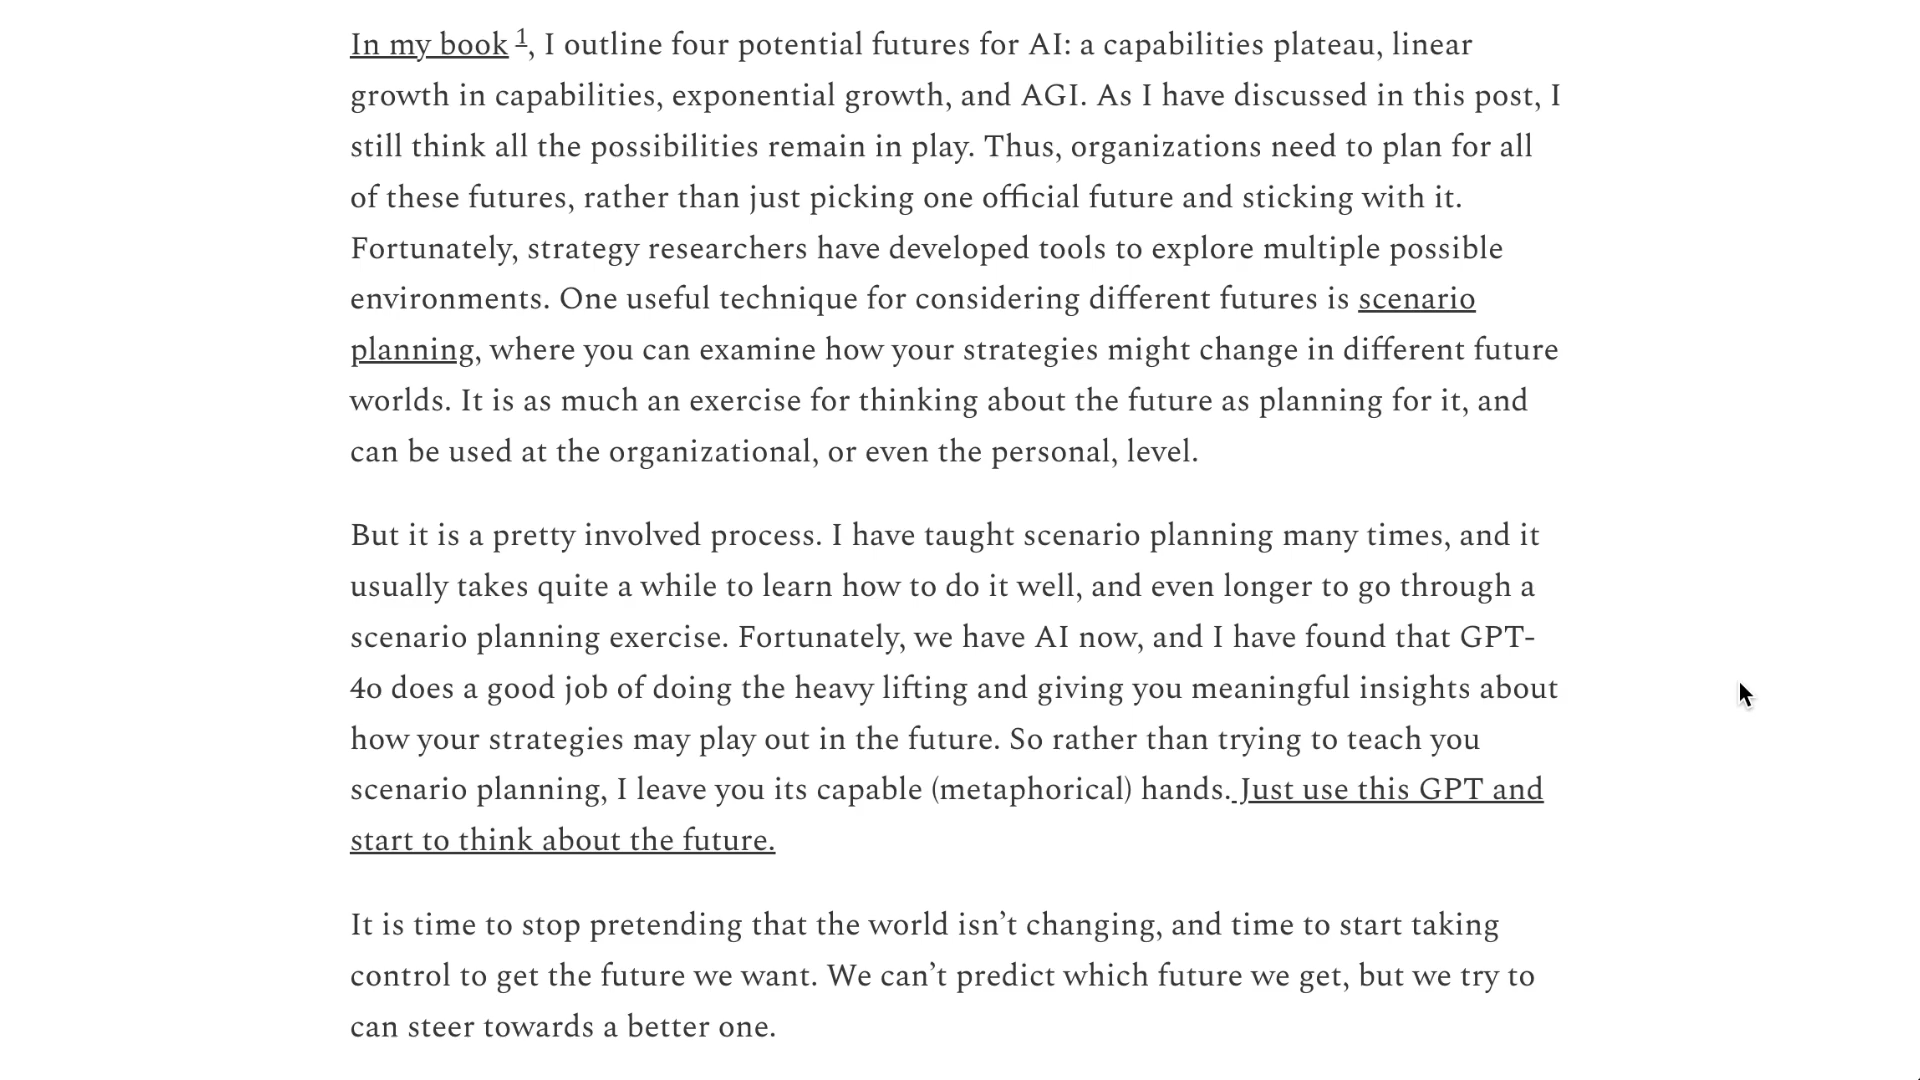 In my book 1, I outline four potential futures for AI: a capabilities plateau, linear
growth in capabilities, exponential growth, and AGI. As I have discussed in this post, I
still think all the possibilities remain in play. Thus, organizations need to plan for all
of these futures, rather than just picking one official future and sticking with it.
Fortunately, strategy researchers have developed tools to explore multiple possible
environments. One useful technique for considering different futures is scenario
planning, where you can examine how your strategies might change in different future
worlds. It is as much an exercise for thinking about the future as planning for it, and
can be used at the organizational, or even the personal, level.
But it is a pretty involved process. I have taught scenario planning many times, and it
usually takes quite a while to learn how to do it well, and even longer to go through a
scenario planning exercise. Fortunately, we have AI now, and I have found that GPT-
4o does a good job of doing the heavy lifting and giving you meaningful insights about
how your strategies may play out in the future. So rather than trying to teach you
scenario planning, I leave you its capable (metaphorical) hands. Just use this GPT and
start to think about the future.
It is time to stop pretending that the world isn’t changing, and time to start taking
control to get the future we want. We can’t predict which future we get, but we try to
can steer towards a better one.